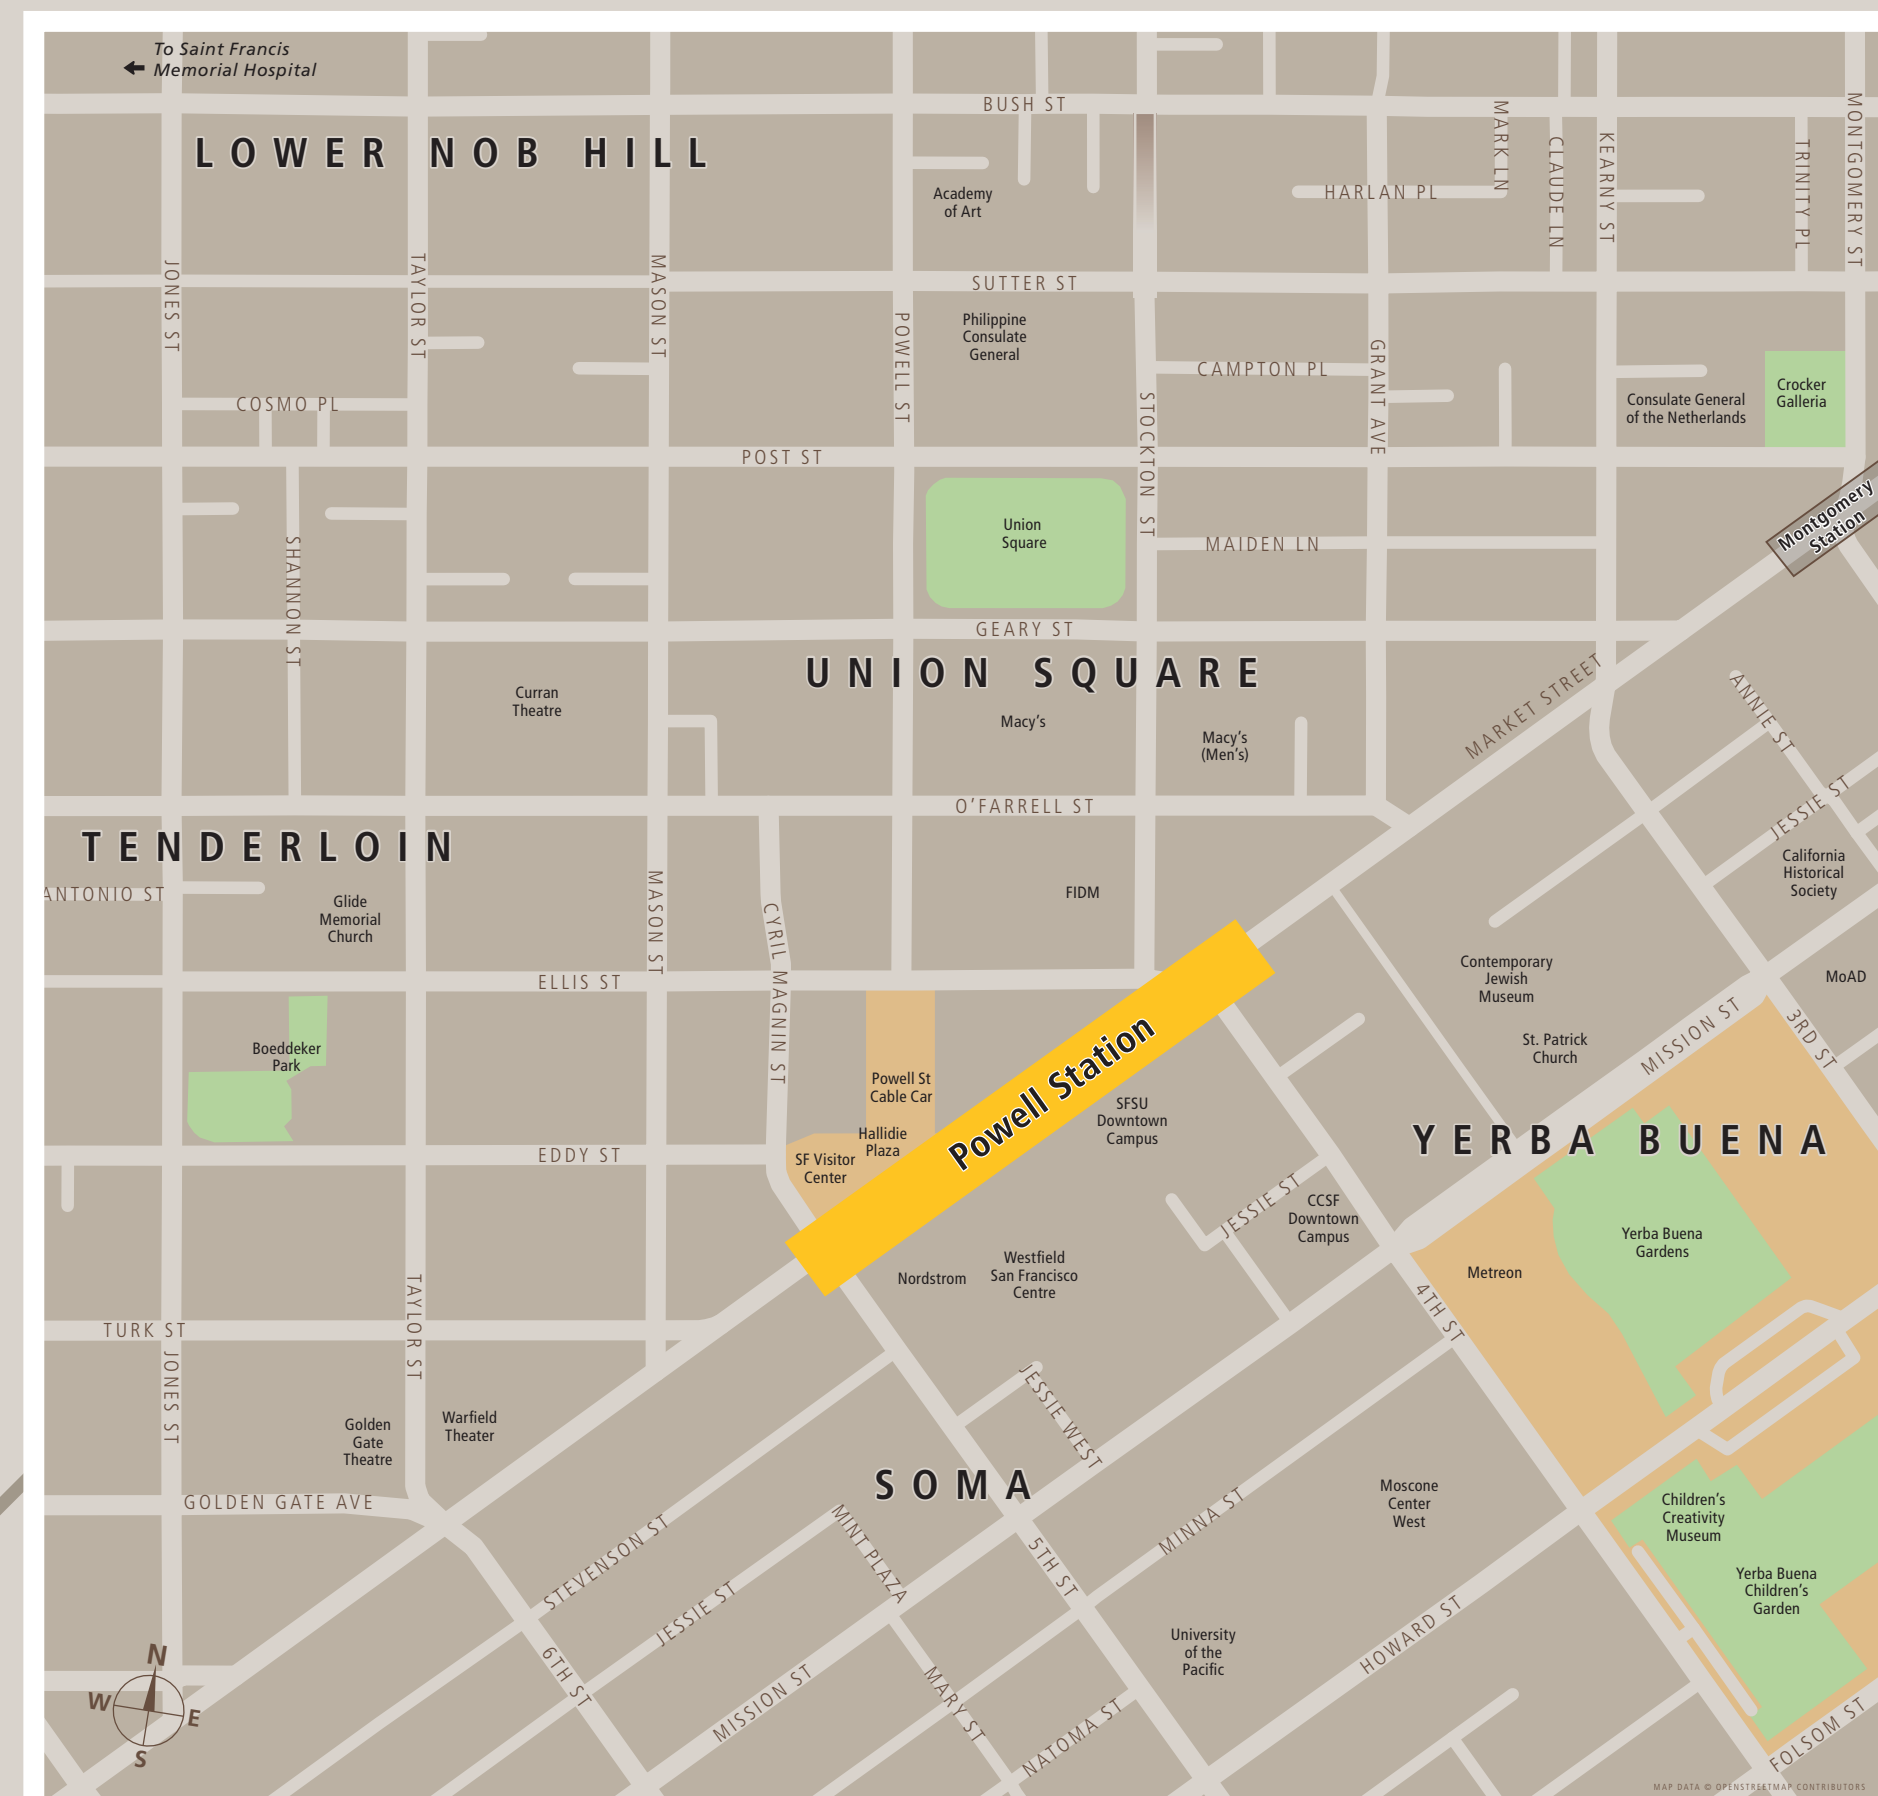 To Saint Francis
Memorial Hospital
BUSH ST
LOWER NOB HILL
MARK LN
CLAUDE LN
KEARNY ST
TRINITY PL
MONTGOMERY ST
Academy
of Art
HARLAN PL
JONES ST
TAYLOR ST
MASON ST
SUTTER ST
Philippine
Consulate
General
POWELL ST
STOCKTON ST
GRANT AVE
CAMPTON PL
Consulate General
of the Netherlands
Crocker
Galleria
COSMO PL
POST ST
Union
Square
MAIDEN LN
Montgomery
Station
SHANNON ST
GEARY ST
UNION SQUARE
MARKET STREET
Curran
Theatre
Macy's
Macy's
(Men's)
ANNIE ST
JESSIE ST
O'FARRELL ST
TENDERLOIN
California
Historical
Society
ANTONIO ST
Glide
Memorial
Church
MASON ST
CYRIL MAGNIN ST
FIDM
ELLIS ST
Contemporary
Jewish
Museum
MoAD
St. Patrick
Church
MISSION ST
3RD ST
Boeddeker
Park
Powell St
Cable Car
Powell Station
SFSU
Downtown
Campus
Hallidie
Plaza
SF Visitor
Center
EDDY ST
YERBA BUENA
JESSIE ST
CCSF
Downtown
Campus
Yerba Buena
Gardens
Metreon
Nordstrom
Westfield
San Francisco
Centre
4TH ST
TURK ST
JONES ST
TAYLOR ST
Golden
Gate
Theatre
Warfield
Theater
JESSIE WEST
SOMA
GOLDEN GATE AVE
Moscone
Center
West
Children's
Creativity
Museum
STEVENSON ST
MINT PLAZA
5TH ST
MINNA ST
Yerba Buena
Children's
Garden
JESSIE ST
HOWARD ST
University
of the
Pacific
6TH ST
MISSION ST
MARY ST
NATOMA ST
FOLSOM ST
N
W
E
S
MAP DATA © OPENSTREETMAP CONTRIBUTORS